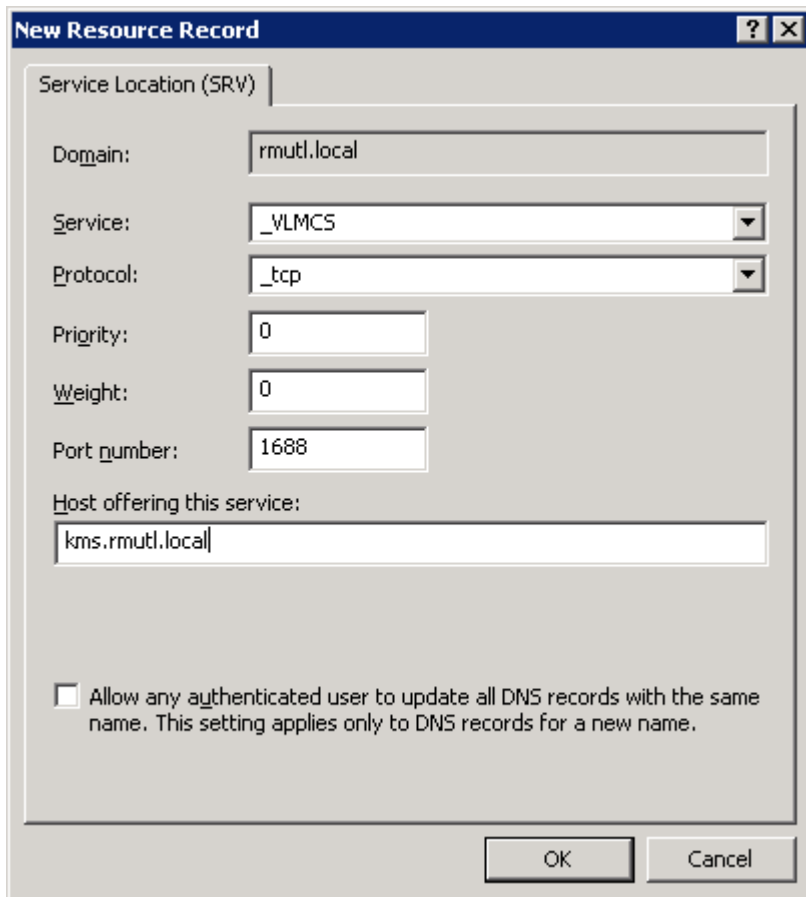 New Resource Record
Service Location (SRV)
Domain: rmutl.local
Service: _VLMCS
Protocol: _tcp
Priority: 0
Weight: 0
Port number: 1688
Host offering this service:
kms.rmutl.local
Allow any authenticated user to update all DNS records with the same
name. This setting applies only to DNS records for a new name.
OK Cancel